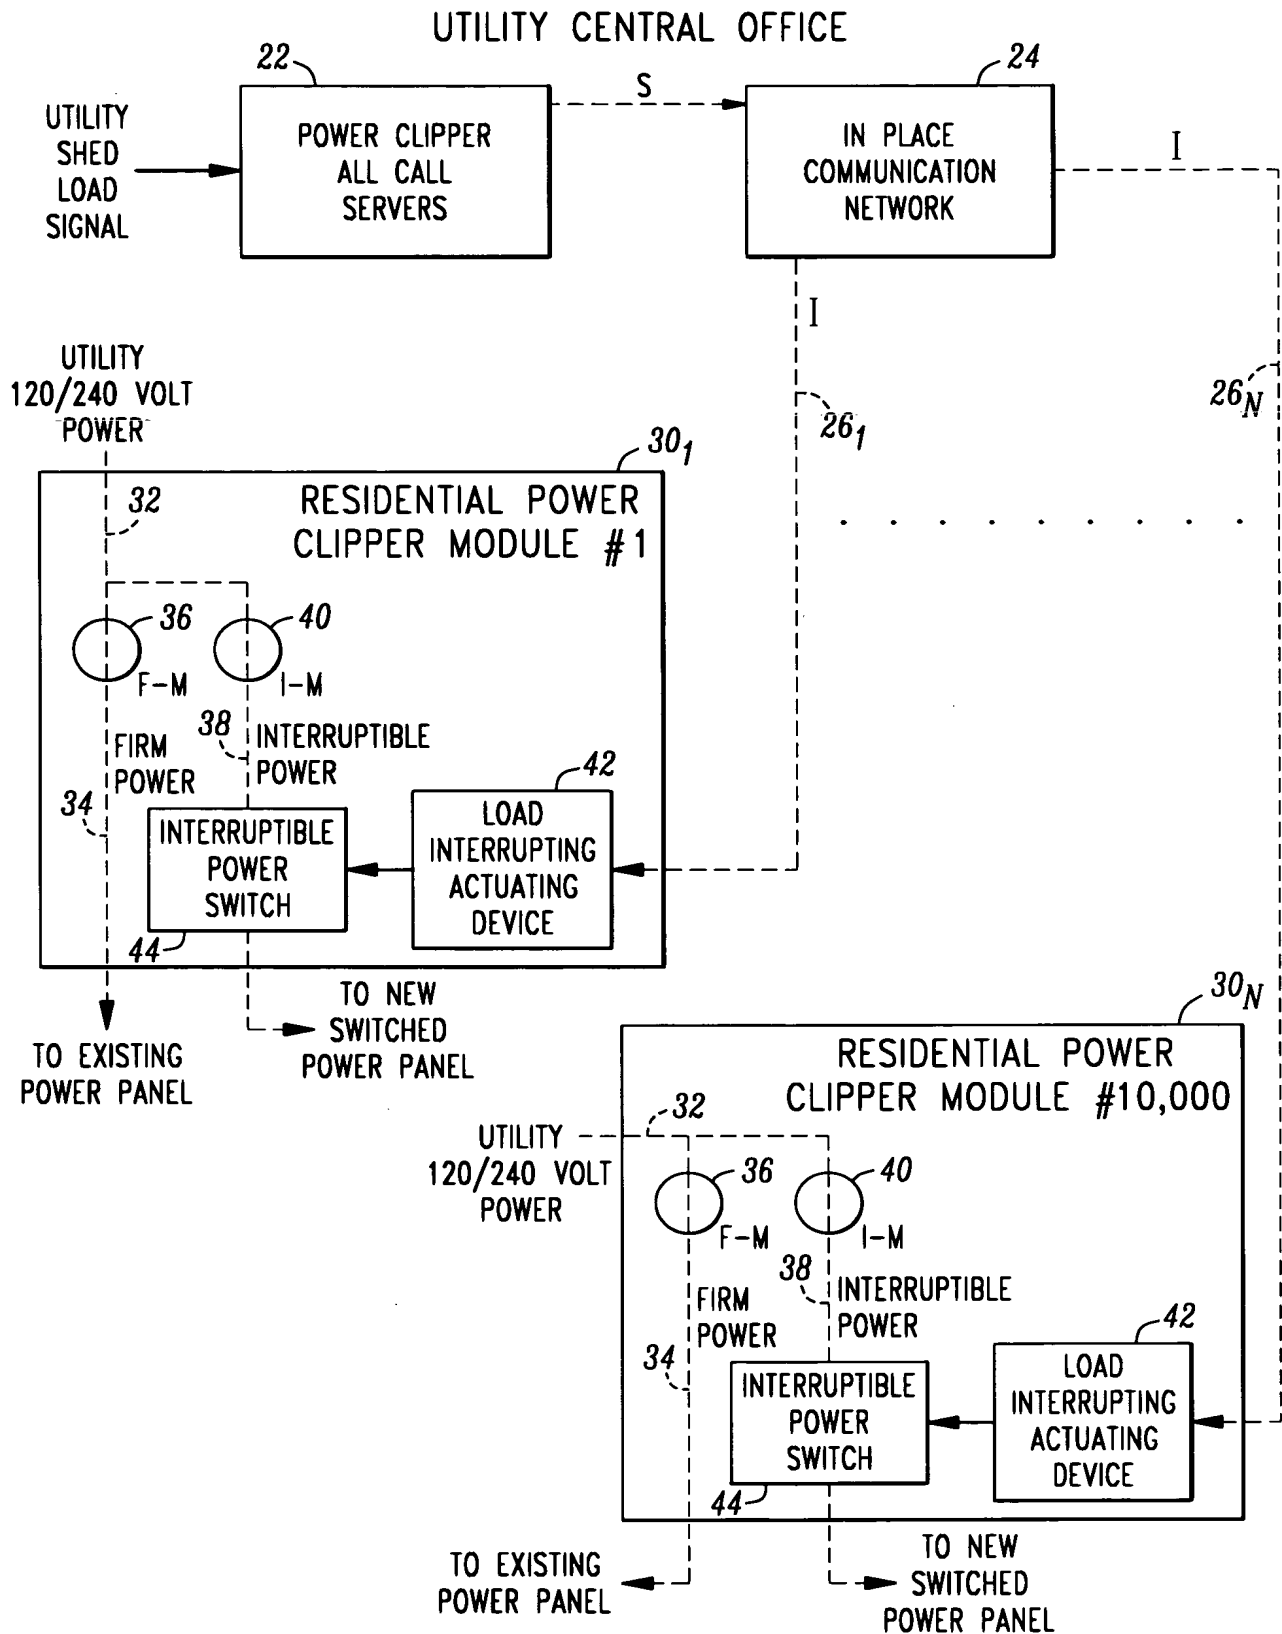 UTILITY CENTRAL OFFICE
22
24
S
UTILITY
SHED
LOAD
SIGNAL
POWER CLIPPER
ALL CALL
SERVERS
IN PLACE
COMMUNICATION
NETWORK
I
I
UTILITY
120/240 VOLT
POWER
26N
261
301
32
RESIDENTIAL POWER
CLIPPER MODULE #1
36
40
F-M
I-M
FIRM
POWER
38
INTERRUPTIBLE
POWER
34
42
INTERRUPTIBLE
POWER
SWITCH
LOAD
INTERRUPTING
ACTUATING
DEVICE
44
TO EXISTING
POWER PANEL
TO NEW
SWITCHED
POWER PANEL
30N
RESIDENTIAL POWER
CLIPPER MODULE #10,000
UTILITY
120/240 VOLT
POWER
32
36
40
F-M
I-M
FIRM
POWER
38
INTERRUPTIBLE
POWER
34
42
INTERRUPTIBLE
POWER
SWITCH
LOAD
INTERRUPTING
ACTUATING
DEVICE
44
TO EXISTING
POWER PANEL
TO NEW
SWITCHED
POWER PANEL